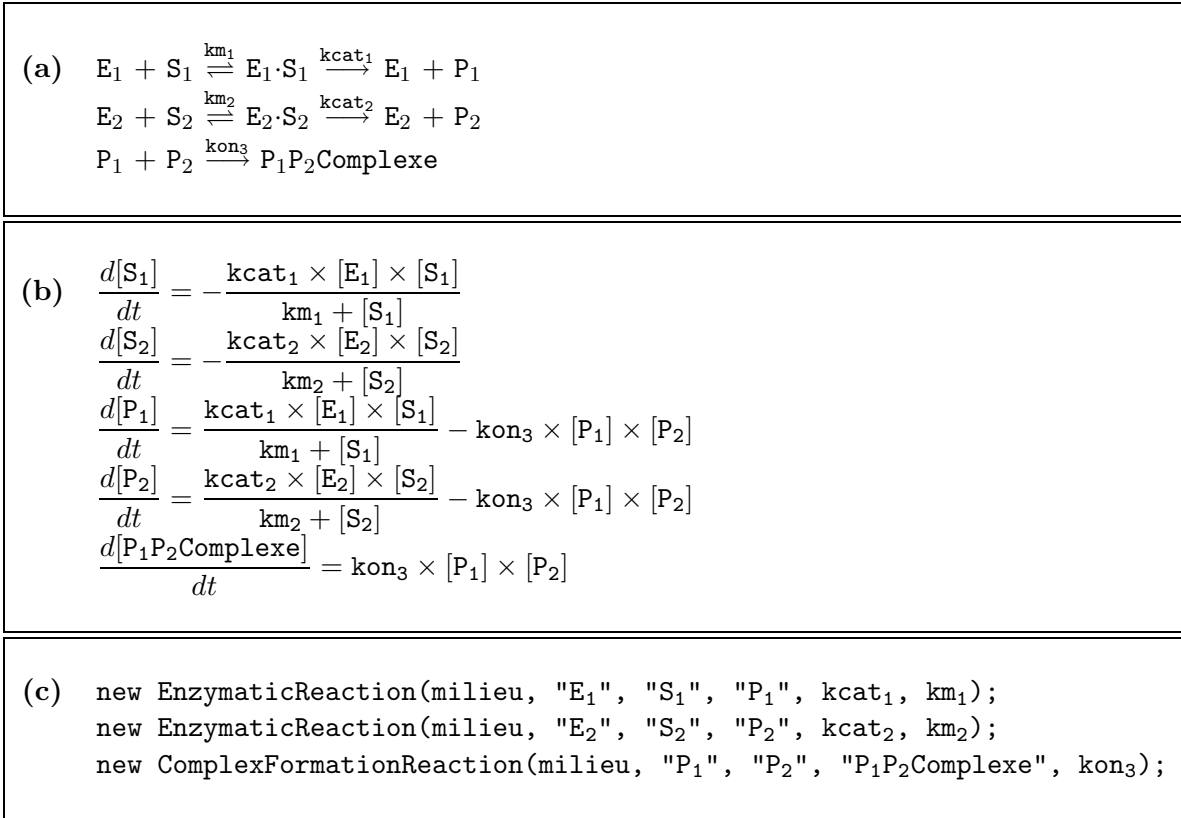 (a) E₁ + S₁ ⇌ᵏᵐ¹ E₁·S₁ ⟶ᵏᶜᵃᵗ¹ E₁ + P₁
E₂ + S₂ ⇌ᵏᵐ² E₂·S₂ ⟶ᵏᶜᵃᵗ² E₂ + P₂
P₁ + P₂ ⟶ᵏᵒⁿ³ P₁P₂Complexe
(b) d[S₁]/dt = −(kcat₁ × [E₁] × [S₁])/(km₁ + [S₁])
d[S₂]/dt = −(kcat₂ × [E₂] × [S₂])/(km₂ + [S₂])
d[P₁]/dt = (kcat₁ × [E₁] × [S₁])/(km₁ + [S₁]) − kon₃ × [P₁] × [P₂]
d[P₂]/dt = (kcat₂ × [E₂] × [S₂])/(km₂ + [S₂]) − kon₃ × [P₁] × [P₂]
d[P₁P₂Complexe]/dt = kon₃ × [P₁] × [P₂]
(c) new EnzymaticReaction(milieu, "E₁", "S₁", "P₁", kcat₁, km₁);
new EnzymaticReaction(milieu, "E₂", "S₂", "P₂", kcat₂, km₂);
new ComplexFormationReaction(milieu, "P₁", "P₂", "P₁P₂Complexe", kon₃);